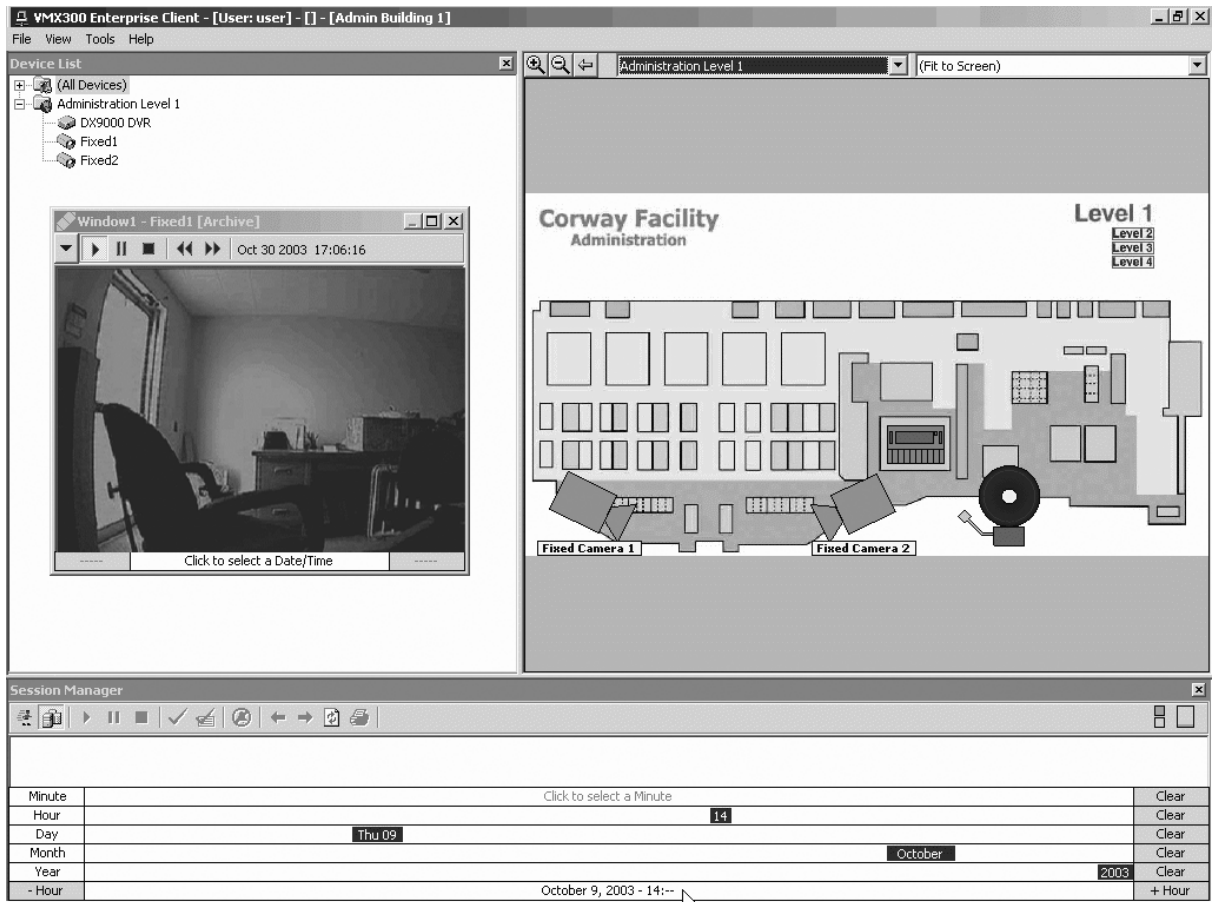 VMX300 Enterprise Client - [User: user] - [] - [Admin Building 1]
File View Tools Help
Device List
(All Devices)
Administration Level 1
DX9000 DVR
Fixed1
Fixed2
Window1 - Fixed1 [Archive]
Oct 30 2003 17:06:16
-----
Click to select a Date/Time
-----
Administration Level 1
(Fit to Screen)
Corway Facility
Administration
Level 1
Level 2
Level 3
Level 4
Fixed Camera 1
Fixed Camera 2
Session Manager
Minute Click to select a Minute Clear
Hour 14 Clear
Day Thu 09 Clear
Month October Clear
Year 2003 Clear
- Hour October 9, 2003 - 14:-- + Hour